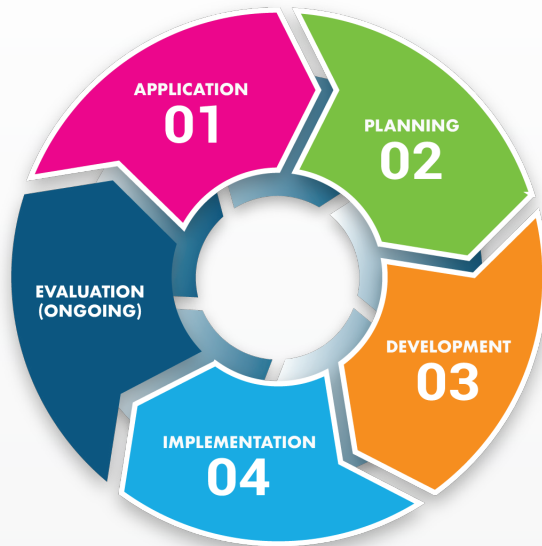 APPLICATION
01
PLANNING
02
DEVELOPMENT
03
IMPLEMENTATION
04
EVALUATION
(ONGOING)